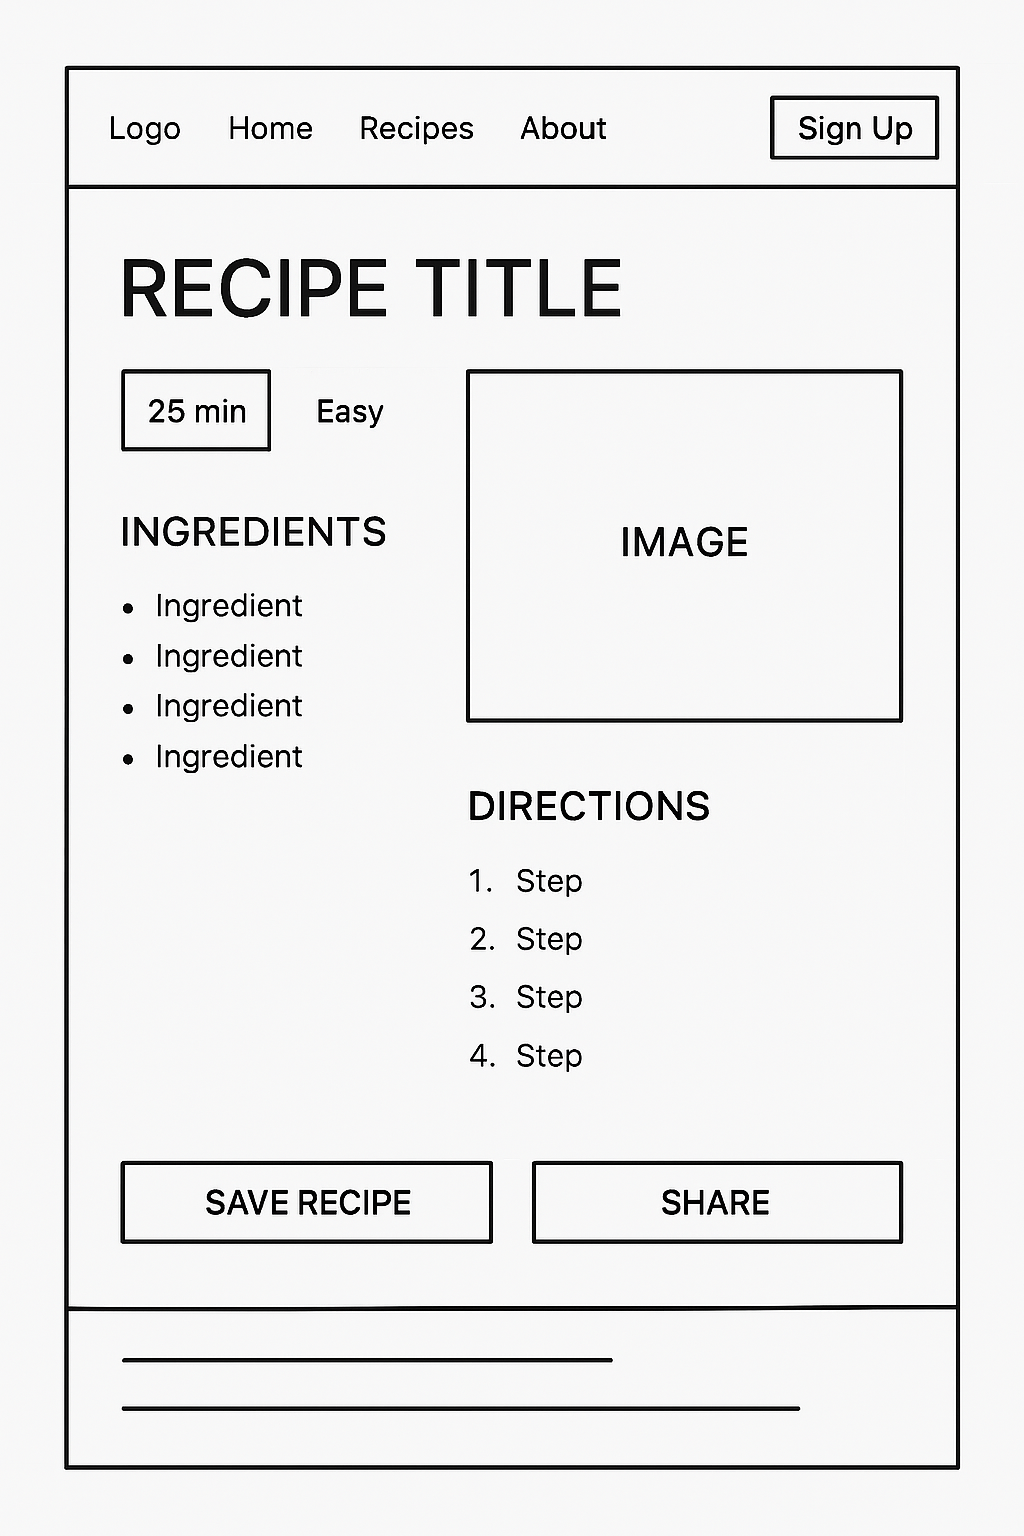 Logo Home Recipes About Sign Up
RECIPE TITLE
25 min Easy
INGREDIENTS
• Ingredient
• Ingredient
• Ingredient
• Ingredient
IMAGE
DIRECTIONS
1. Step
2. Step
3. Step
4. Step
SAVE RECIPE SHARE